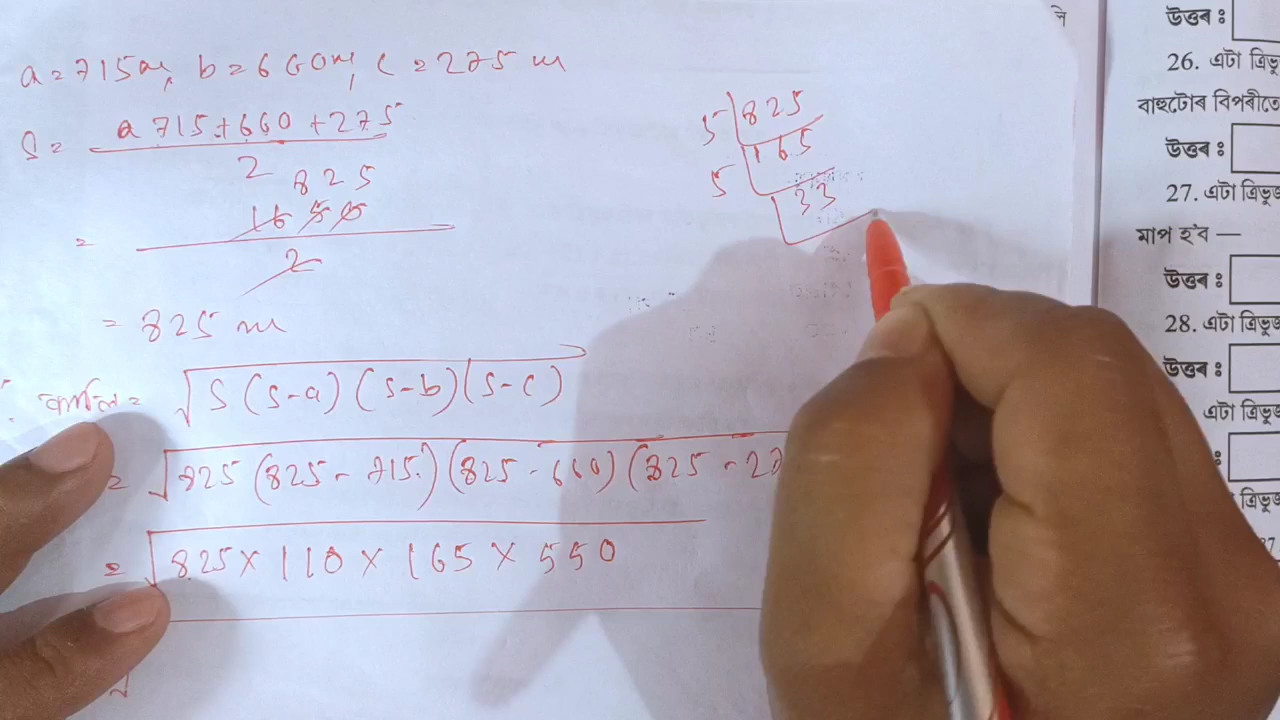 a = 715 m, b = 660 m, c = 275 m
S = a 715 + 660 + 275
2
825
= 1650
2
= 825 m
= √S (s-a) (s-b) (s-c)
= √825 (825 - 715) (825 - 660) (825 - 27
= √825 × 110 × 165 × 550
5 825
5 165
33
নে
উত্তৰ :
26. এটা ত্ৰিভু
বাহুটোৰ বিপৰীতে
উত্তৰ :
27. এটা ত্ৰিভুজ
মাপ হ'ব —
উত্তৰ :
28. এটা ত্ৰিভুজ
উত্তৰ :
এটা ত্ৰিভু